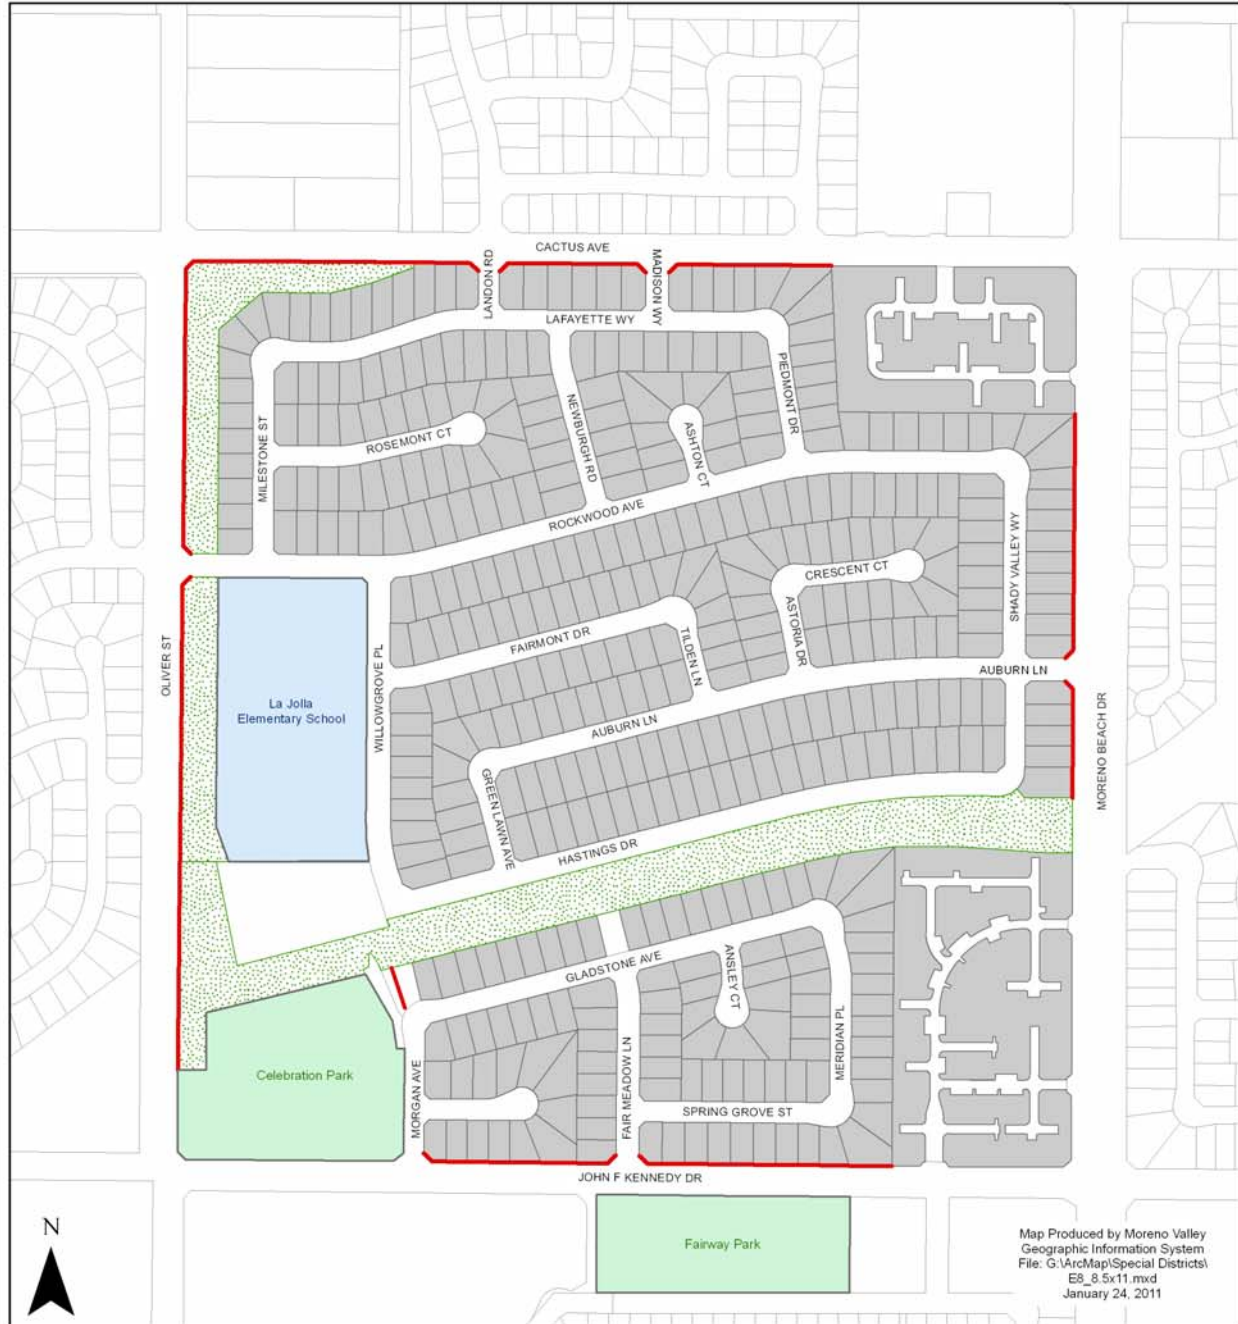 CACTUS AVE
LANDON RD
MADISON WY
LAFAYETTE WY
PIEDMONT DR
MILESTONE ST
ROSEMONT CT
NEWBURGH RD
ASHTON CT
ROCKWOOD AVE
SHADY VALLEY WY
CRESCENT CT
ASTORIA DR
OLIVER ST
WILLOWGROVE PL
FAIRMONT DR
TILDEN LN
AUBURN LN
La Jolla
Elementary School
AUBURN LN
MORENO BEACH DR
GREEN LAWN AVE
HASTINGS DR
GLADSTONE AVE
ANSLEY CT
MERIDIAN PL
Celebration Park
MORGAN AVE
FAIR MEADOW LN
SPRING GROVE ST
JOHN F KENNEDY DR
Fairway Park
N
Map Produced by Moreno Valley
Geographic Information System
File: G:\ArcMap\Special Districts\
E8_8.5x11.mxd
January 24, 2011